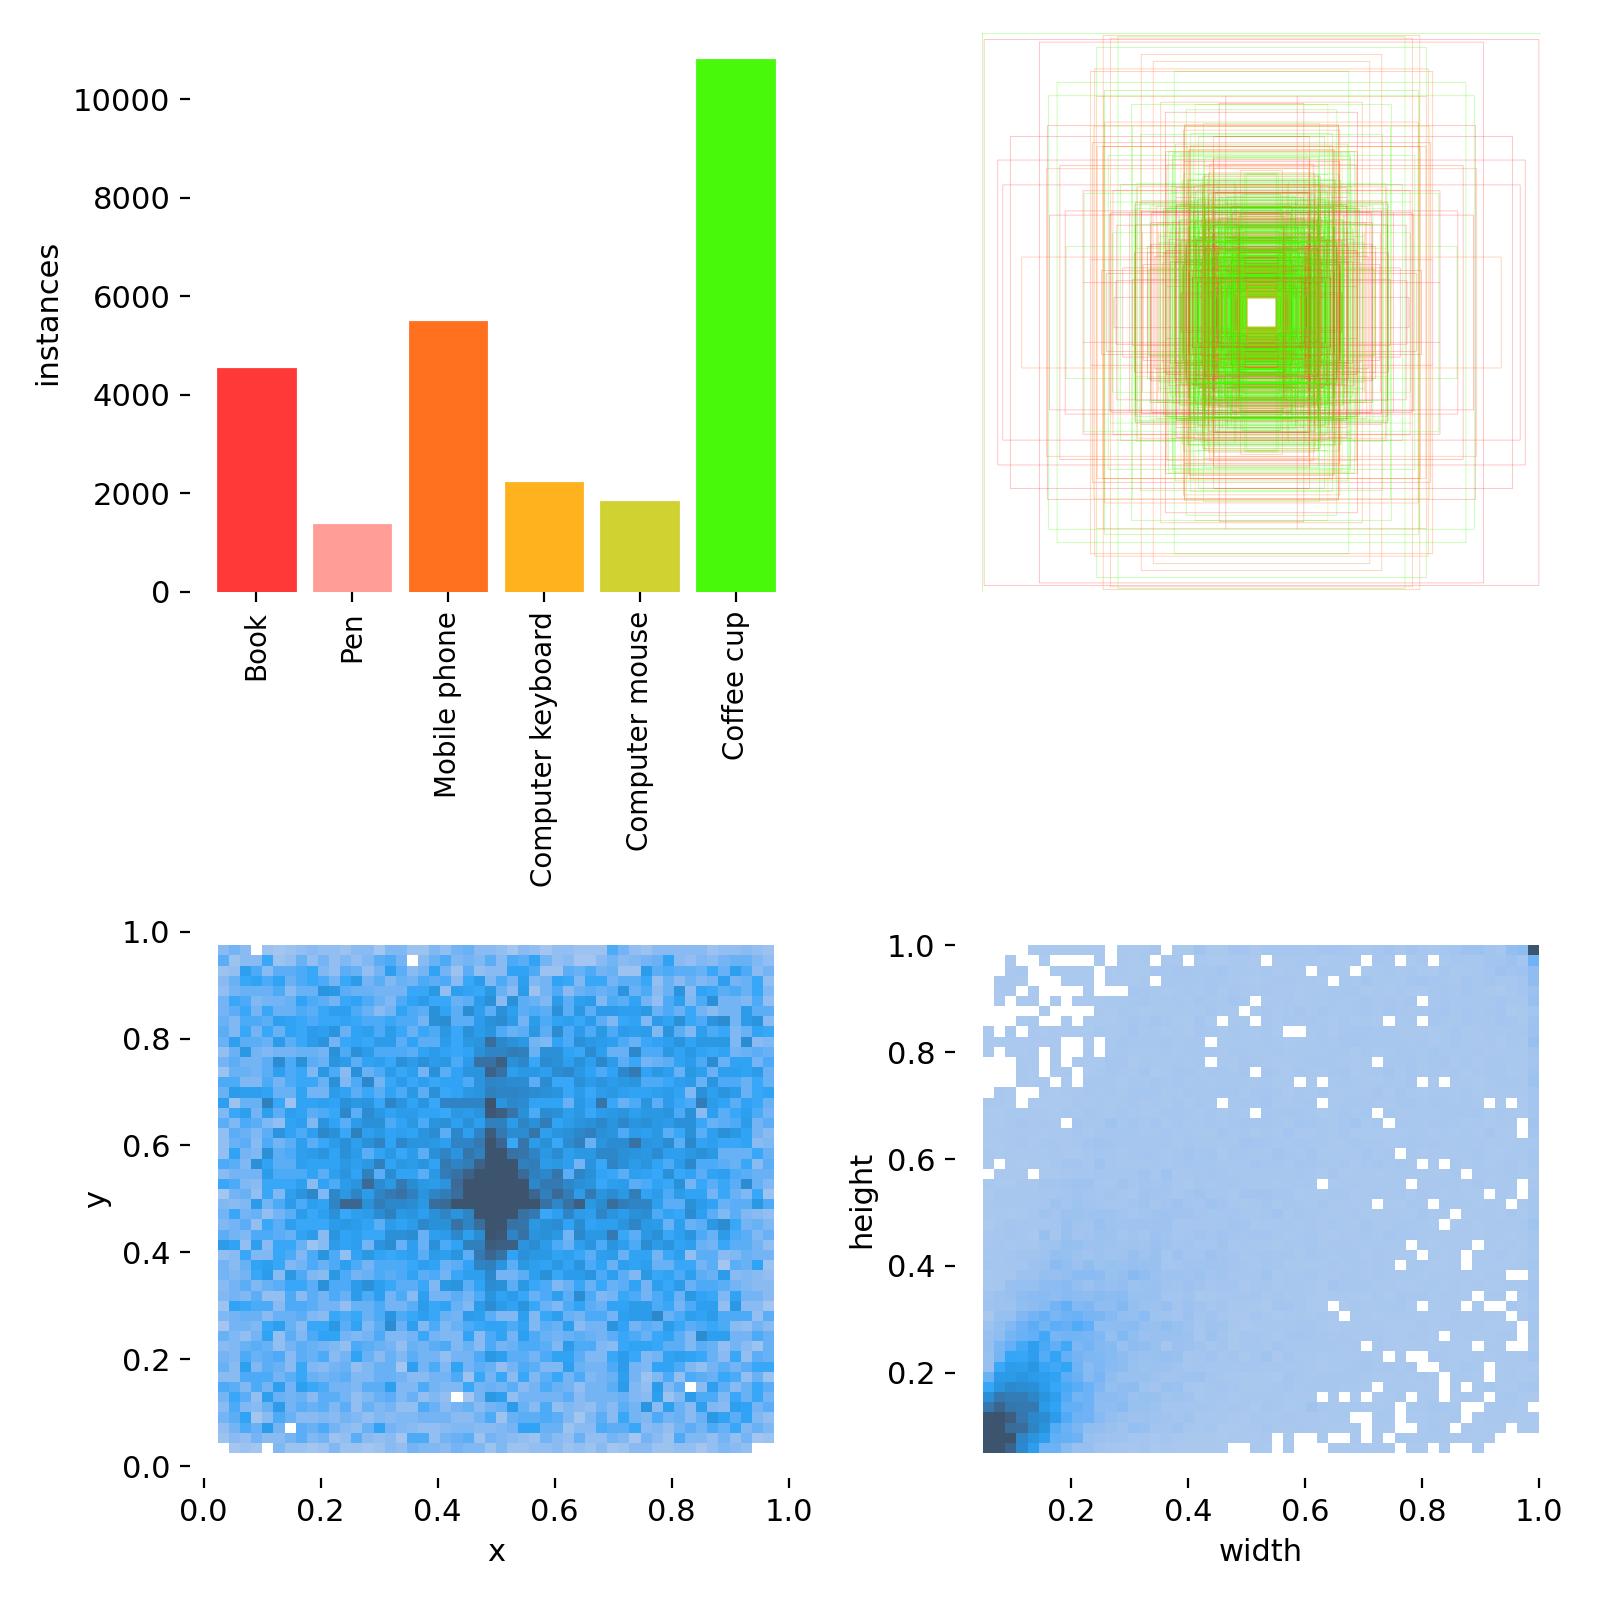 10000
8000
6000
4000
2000
0
instances
Book
Pen
Mobile phone
Computer keyboard
Computer mouse
Coffee cup
1.0
0.8
0.6
0.4
0.2
0.0
y
0.0 0.2 0.4 0.6 0.8 1.0
x
1.0
0.8
0.6
0.4
0.2
height
0.2 0.4 0.6 0.8 1.0
width